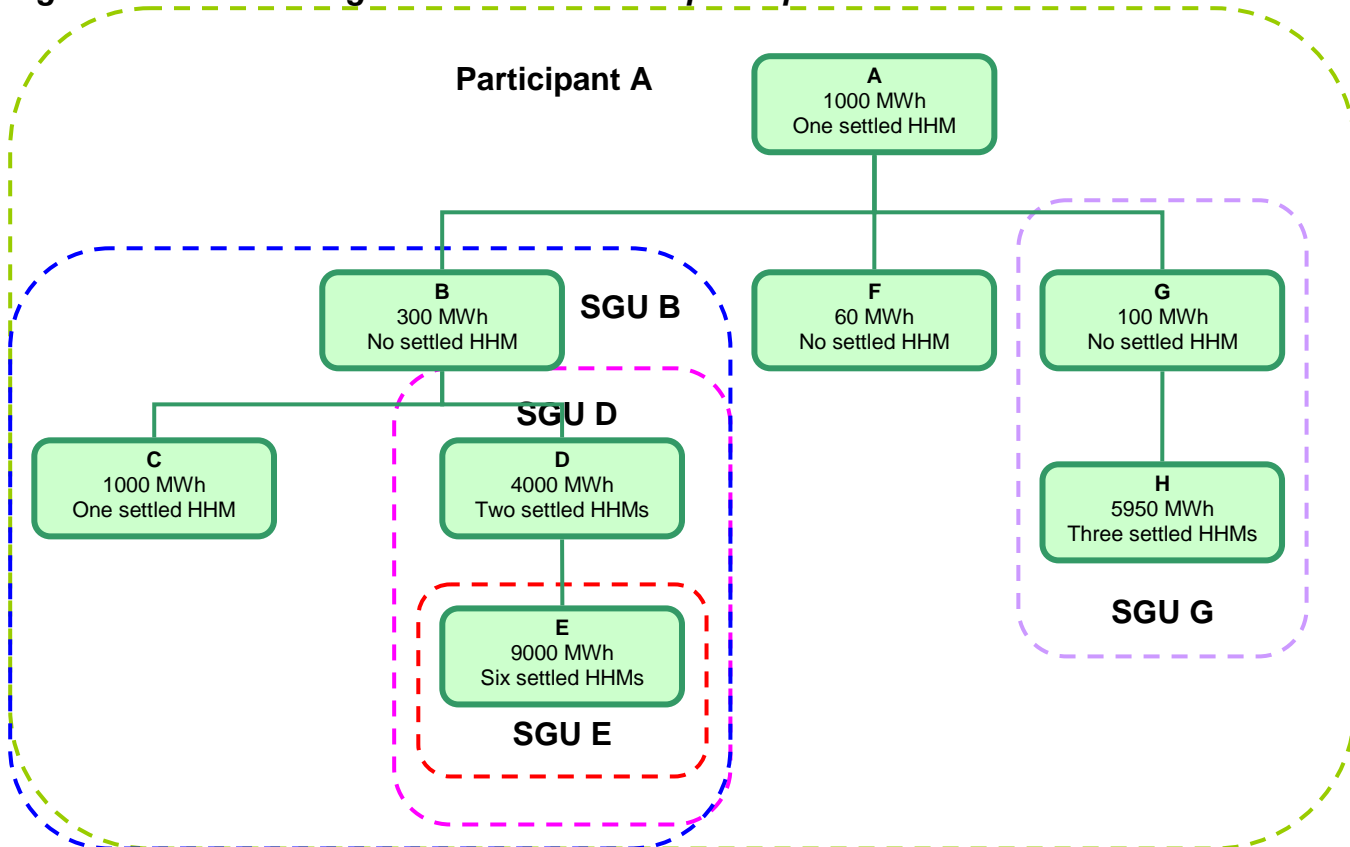 Participant A
A
1000 MWh
One settled HHM
B
300 MWh
No settled HHM
SGU B
F
60 MWh
No settled HHM
G
100 MWh
No settled HHM
SGU D
C
1000 MWh
One settled HHM
D
4000 MWh
Two settled HHMs
H
5950 MWh
Three settled HHMs
E
9000 MWh
Six settled HHMs
SGU G
SGU E